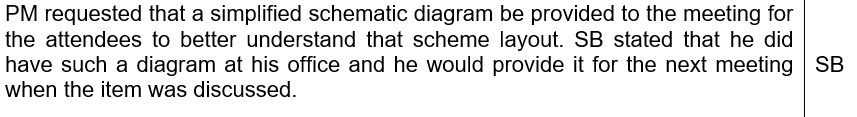 PM requested that a simplified schematic diagram be provided to the meeting for
the attendees to better understand that scheme layout. SB stated that he did
have such a diagram at his office and he would provide it for the next meeting SB
when the item was discussed.